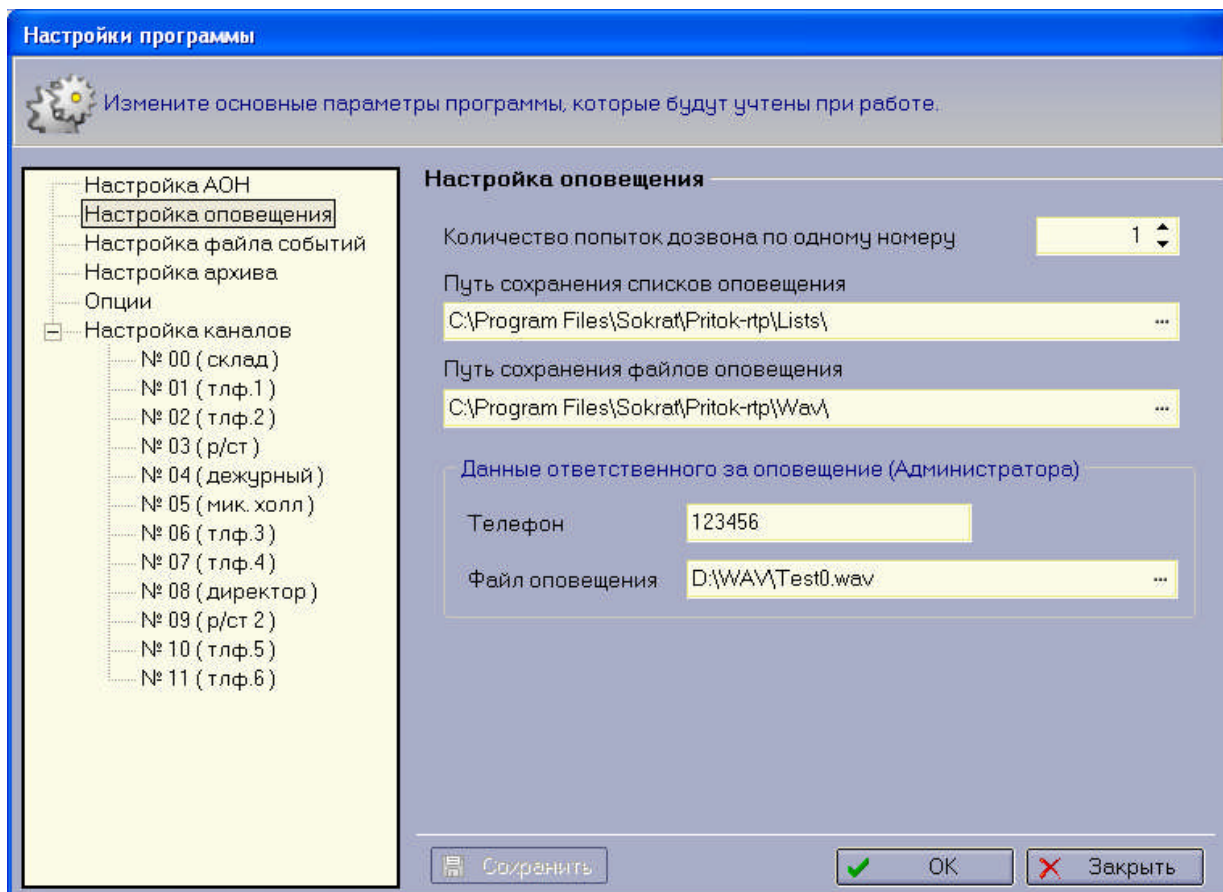 Настройки программы
Измените основные параметры программы, которые будут учтены при работе.
Настройка АОН
Настройка оповещения
Настройка файла событий
Настройка архива
Опции
Настройка каналов
№ 00 ( склад )
№ 01 ( тлф.1 )
№ 02 ( тлф.2 )
№ 03 ( р/ст )
№ 04 ( дежурный )
№ 05 ( мик. холл )
№ 06 ( тлф.3 )
№ 07 ( тлф.4 )
№ 08 ( директор )
№ 09 ( р/ст 2 )
№ 10 ( тлф.5 )
№ 11 ( тлф.6 )
Настройка оповещения
Количество попыток дозвона по одному номеру 1
Путь сохранения списков оповещения
C:\Program Files\Sokrat\Pritok-rtp\Lists\ ...
Путь сохранения файлов оповещения
C:\Program Files\Sokrat\Pritok-rtp\Wav\ ...
Данные ответственного за оповещение (Администратора)
Телефон 123456
Файл оповещения D:\WAV\Test0.wav ...
Сохранить OK Закрыть